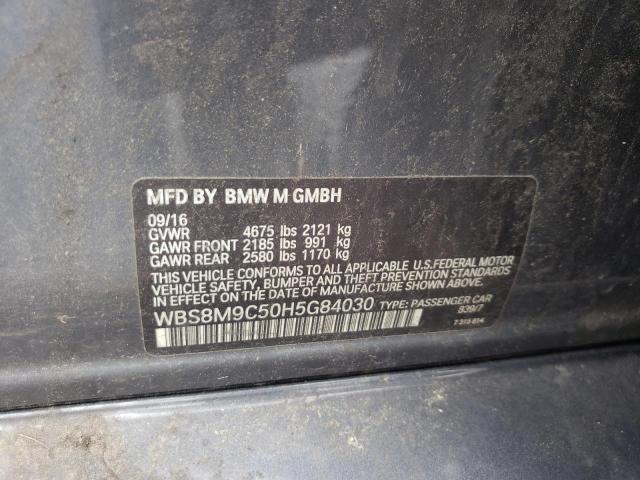 MFD BY BMW M GMBH
09/16
GVWR 4675 lbs 2121 kg
GAWR FRONT 2185 lbs 991 kg
GAWR REAR 2580 lbs 1170 kg
THIS VEHICLE CONFORMS TO ALL APPLICABLE U.S.FEDERAL MOTOR
VEHICLE SAFETY, BUMPER AND THEFT PREVENTION STANDARDS
IN EFFECT ON THE DATE OF MANUFACTURE SHOWN ABOVE.
WBS8M9C50H5G84030 TYPE: PASSENGER CAR
839/7